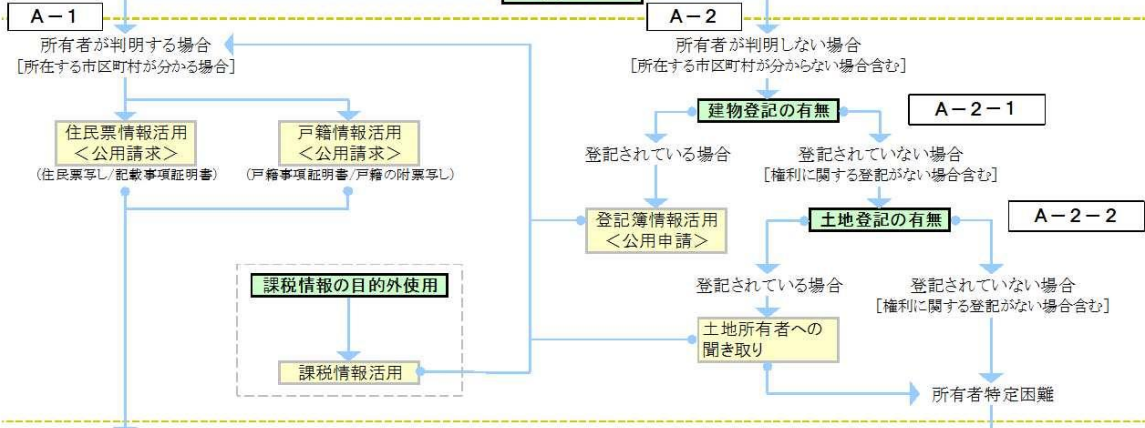 A－1
A－2
所有者が判明する場合
[所在する市区町村が分かる場合]
所有者が判明しない場合
[所在する市区町村が分からない場合含む]
建物登記の有無
A－2－1
住民票情報活用
＜公用請求＞
(住民票写し/記載事項証明書)
戸籍情報活用
＜公用請求＞
(戸籍事項証明書/戸籍の附票写し)
登記されている場合
登記されていない場合
[権利に関する登記がない場合含む]
登記簿情報活用
＜公用申請＞
土地登記の有無
A－2－2
課税情報の目的外使用
登記されている場合
登記されていない場合
[権利に関する登記がない場合含む]
土地所有者への
聞き取り
課税情報活用
所有者特定困難